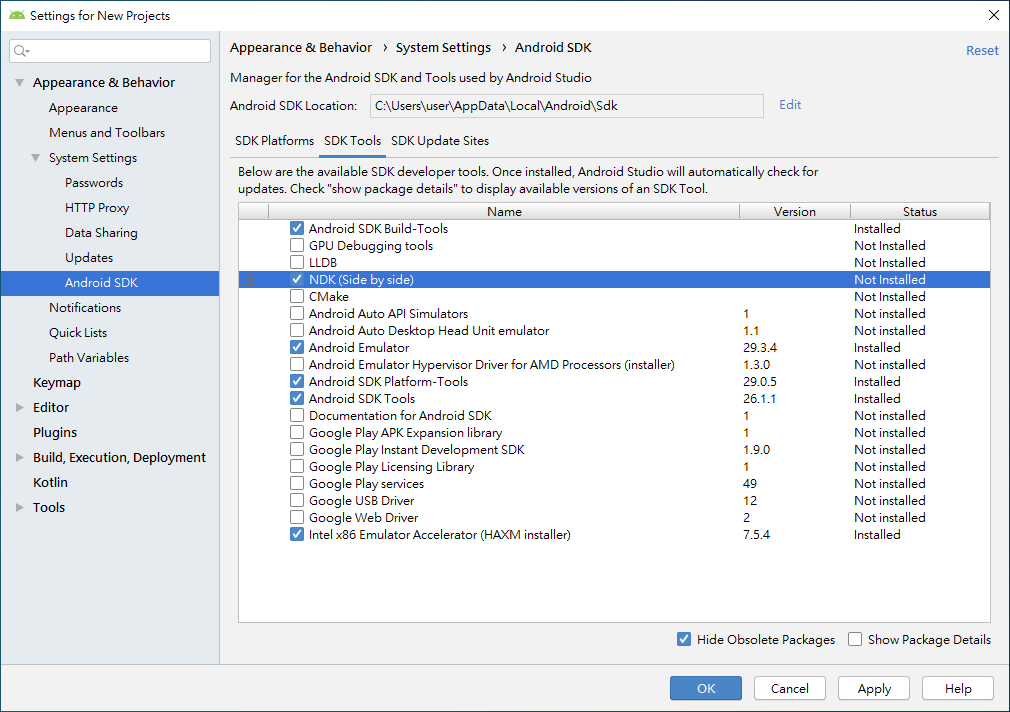 Settings for New Projects
Appearance & Behavior
Appearance
Menus and Toolbars
System Settings
Passwords
HTTP Proxy
Data Sharing
Updates
Android SDK
Notifications
Quick Lists
Path Variables
Keymap
Editor
Plugins
Build, Execution, Deployment
Kotlin
Tools
Appearance & Behavior › System Settings › Android SDK
Reset
Manager for the Android SDK and Tools used by Android Studio
Android SDK Location: C:\Users\user\AppData\Local\Android\Sdk Edit
SDK Platforms SDK Tools SDK Update Sites
Below are the available SDK developer tools. Once installed, Android Studio will automatically check for
updates. Check "show package details" to display available versions of an SDK Tool.
Name Version Status
Android SDK Build-Tools Installed
GPU Debugging tools Not Installed
LLDB Not Installed
NDK (Side by side) Not Installed
CMake Not Installed
Android Auto API Simulators 1 Not installed
Android Auto Desktop Head Unit emulator 1.1 Not installed
Android Emulator 29.3.4 Installed
Android Emulator Hypervisor Driver for AMD Processors (installer) 1.3.0 Not installed
Android SDK Platform-Tools 29.0.5 Installed
Android SDK Tools 26.1.1 Installed
Documentation for Android SDK 1 Not installed
Google Play APK Expansion library 1 Not installed
Google Play Instant Development SDK 1.9.0 Not installed
Google Play Licensing Library 1 Not installed
Google Play services 49 Not installed
Google USB Driver 12 Not installed
Google Web Driver 2 Not installed
Intel x86 Emulator Accelerator (HAXM installer) 7.5.4 Installed
Hide Obsolete Packages Show Package Details
OK Cancel Apply Help